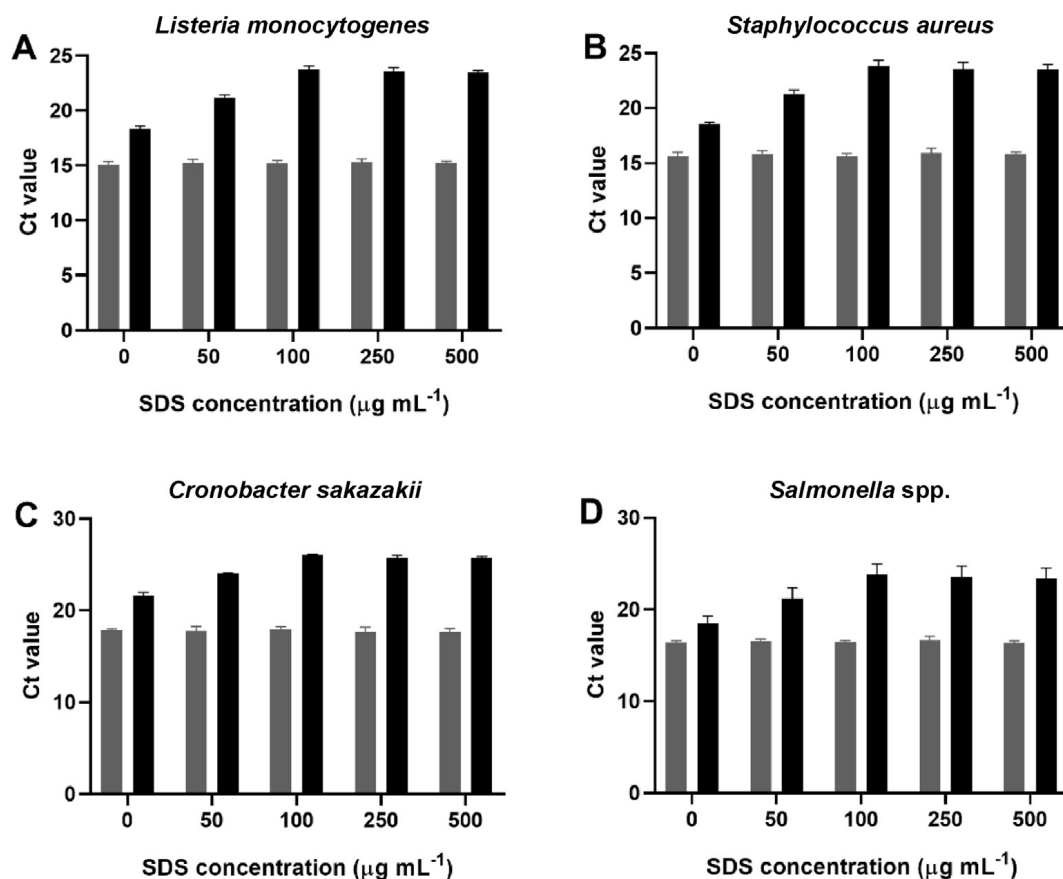 A
Listeria monocytogenes
25
20
15
10
5
0
Ct value
0 50 100 250 500
SDS concentration (μg mL⁻¹)
B
Staphylococcus aureus
25
20
15
10
5
0
Ct value
0 50 100 250 500
SDS concentration (μg mL⁻¹)
C
Cronobacter sakazakii
30
20
10
0
Ct value
0 50 100 250 500
SDS concentration (μg mL⁻¹)
D
Salmonella spp.
30
20
10
0
Ct value
0 50 100 250 500
SDS concentration (μg mL⁻¹)